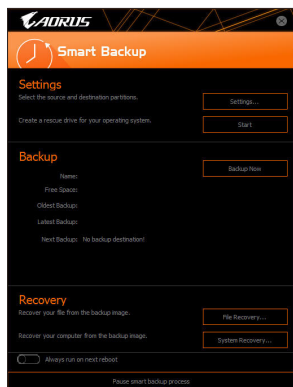 AORUS
Smart Backup
Settings
Select the source and destination partitions.
Settings...
Create a rescue drive for your operating system.
Start
Backup
Backup Now
Name:
Free Space:
Oldest Backup:
Latest Backup:
Next Backup: No backup destination!
Recovery
Recover your file from the backup image.
File Recovery...
Recover your computer from the backup image.
System Recovery...
Always run on next reboot
Pause smart backup process